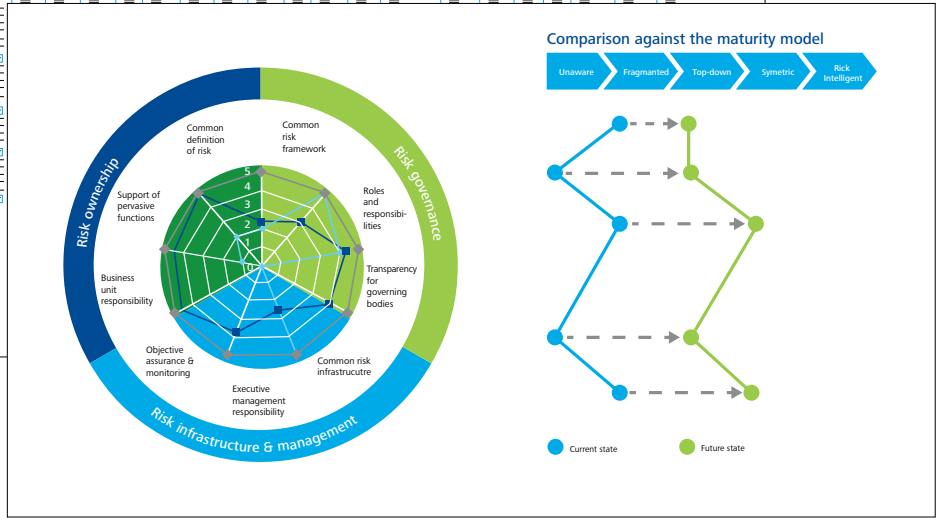 Comparison against the maturity model
Unaware
Fragmanted
Top-down
Symetric
Rick
Intelligent
Risk ownership
Risk governance
Risk infrastructure & management
Common
definition
of risk
Common
risk
framework
Roles
and
responsibi-
lities
Transparency
for
governing
bodies
Common risk
infrastrucutre
Executive
management
responsibility
Objective
assurance &
monitoring
Business
unit
responsibility
Support of
pervasive
functions
5
4
3
2
1
0
Current state
Future state